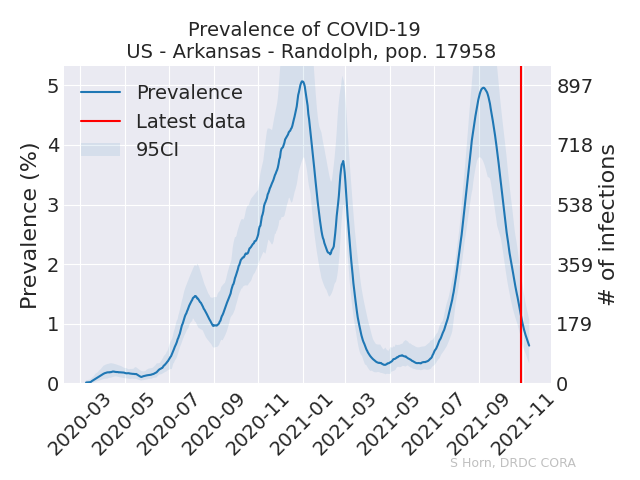 Prevalence of COVID-19
US - Arkansas - Randolph, pop. 17958
Prevalence
Latest data
95CI
Prevalence (%)
5
4
3
2
1
0
897
718
538
359
179
0
# of infections
2020-03
2020-05
2020-07
2020-09
2020-11
2021-01
2021-03
2021-05
2021-07
2021-09
2021-11
S Horn, DRDC CORA